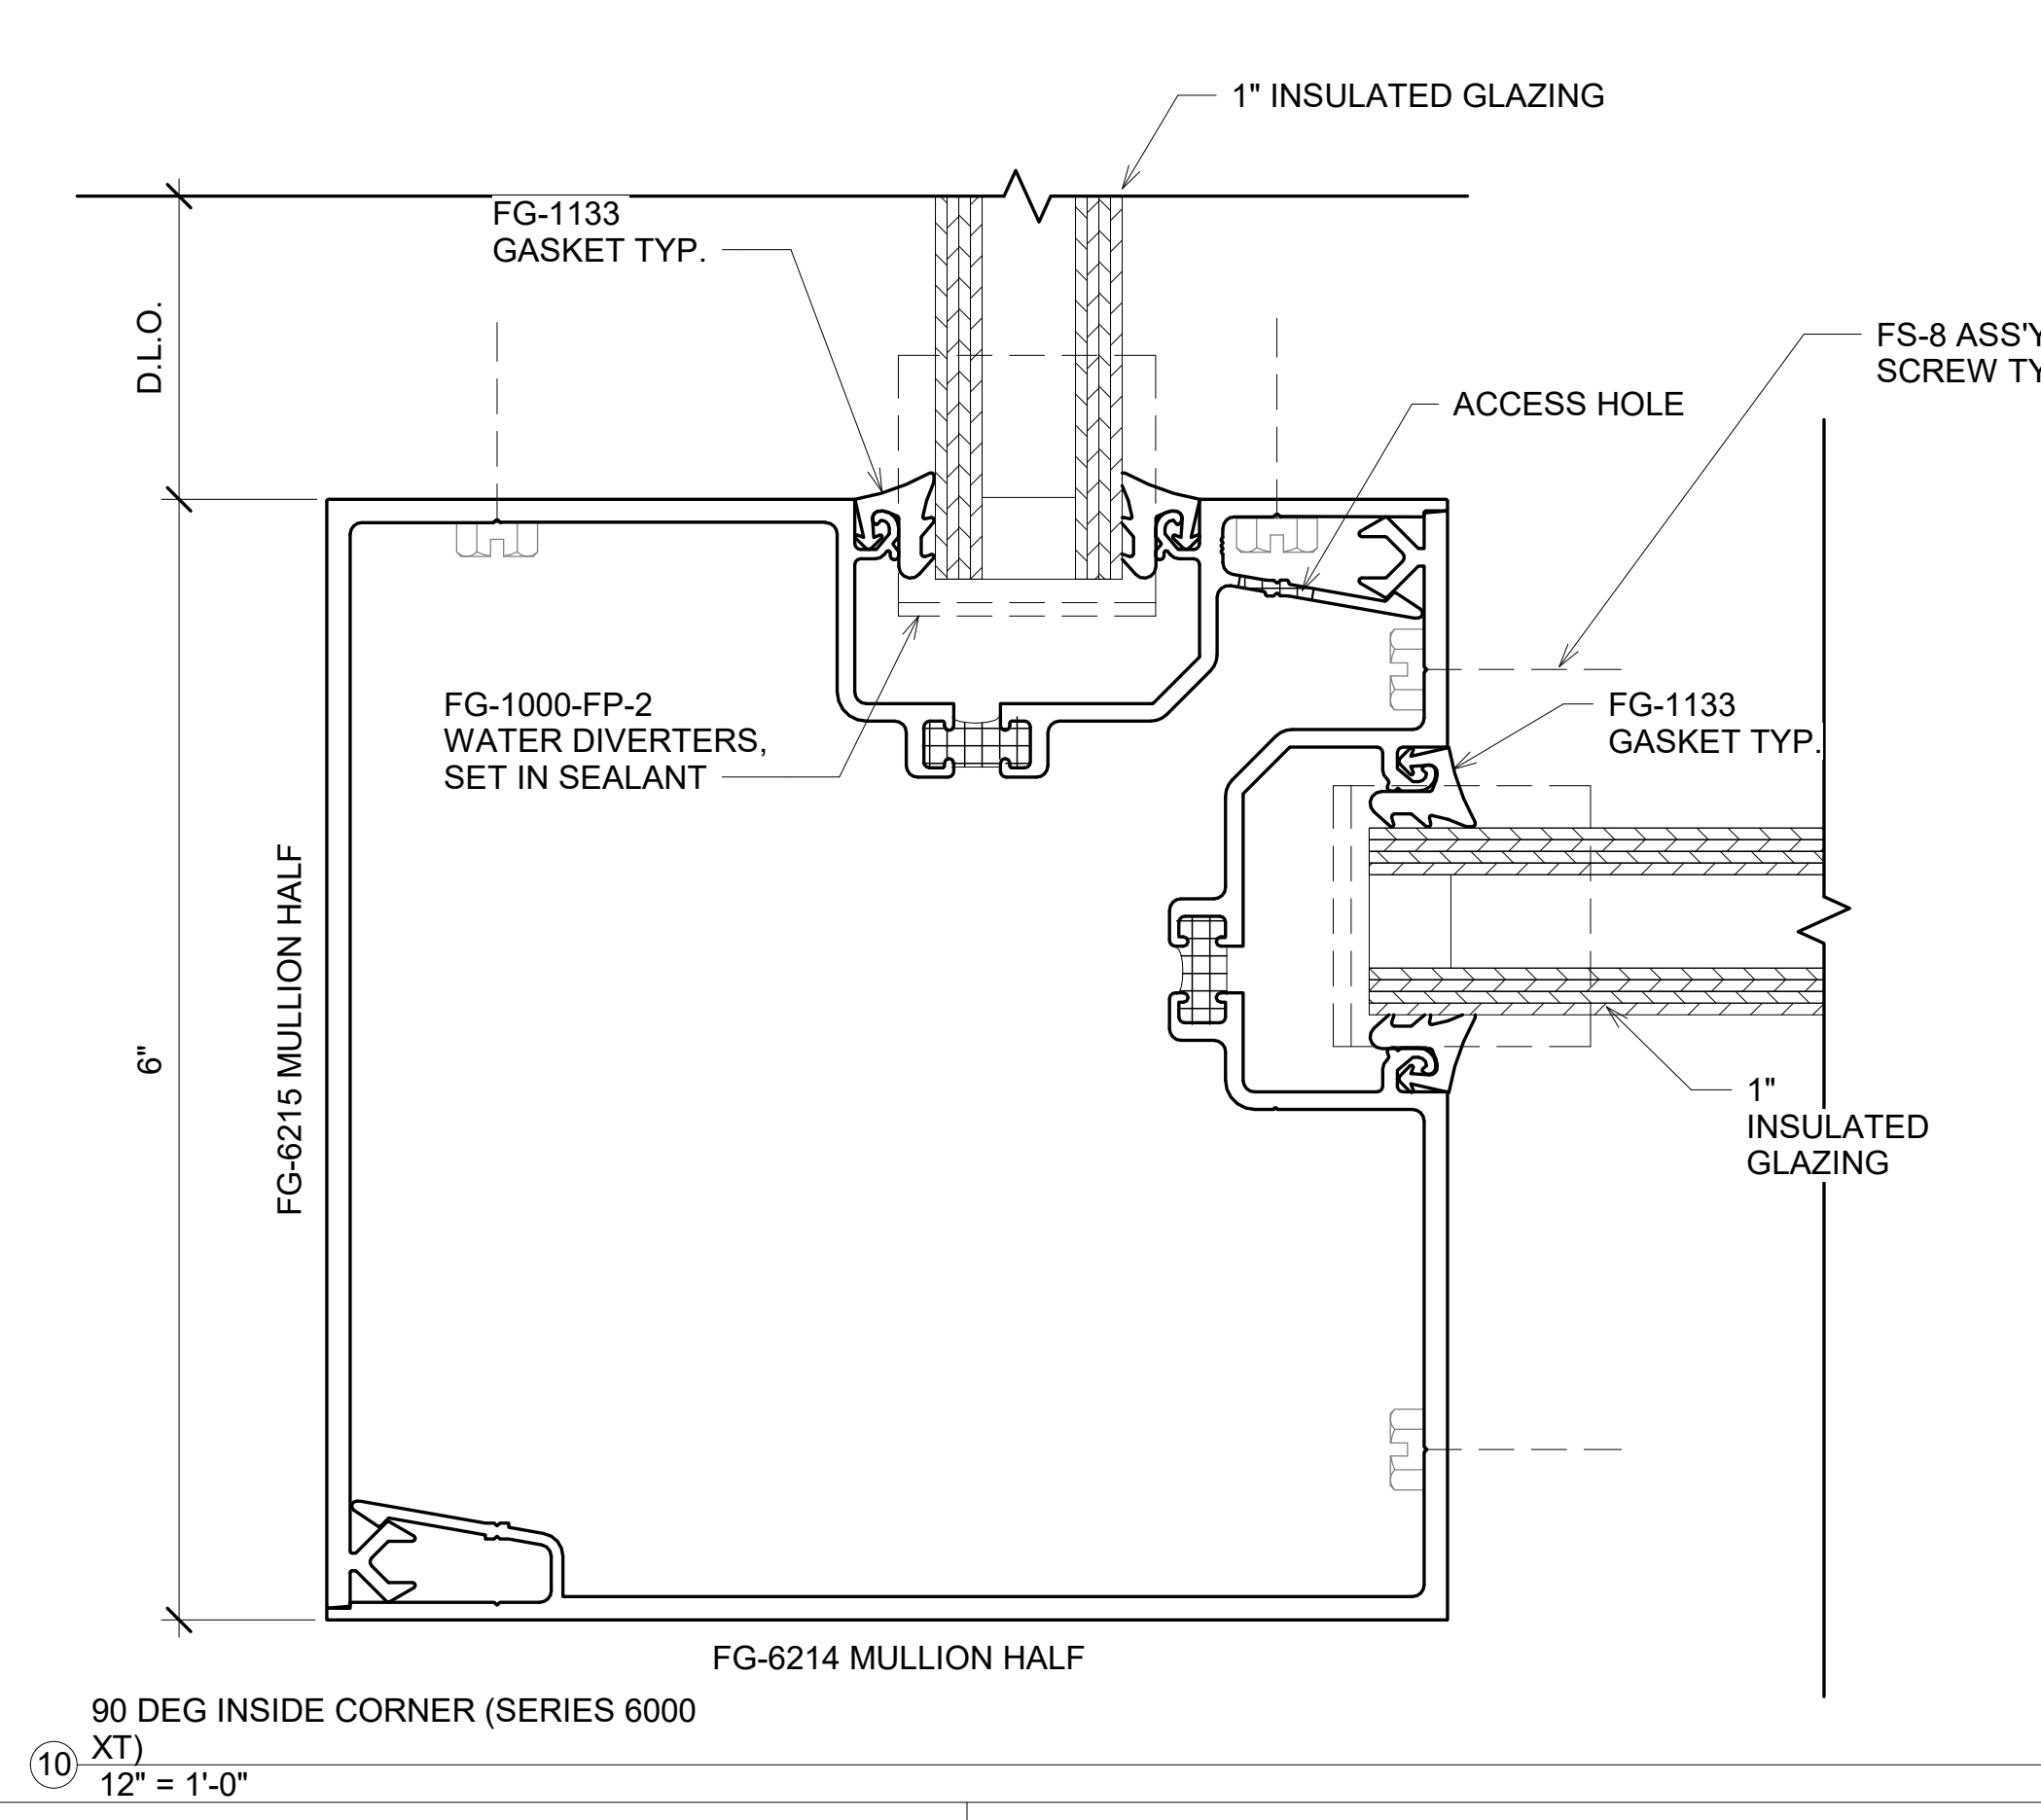 1" INSULATED GLAZING
FG-1133
GASKET TYP.
D.L.O.
FS-8 ASS'Y
SCREW
ACCESS HOLE
FG-1000-FP-2
WATER DIVERTERS,
SET IN SEALANT
FG-1133
GASKET TYP.
FG-6215 MULLION HALF
6"
1"
INSULATED
GLAZING
FG-6214 MULLION HALF
90 DEG INSIDE CORNER (SERIES 6000
XT)
10
12" = 1'-0"